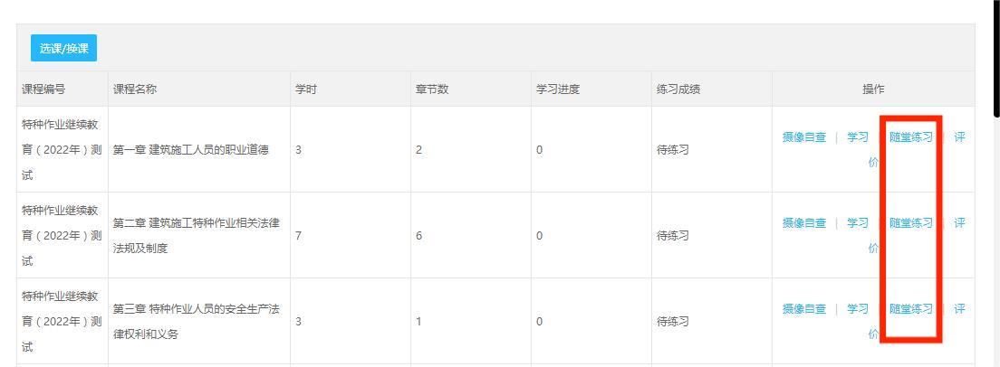 选课/换课
课程编号 课程名称 学时 章节数 学习进度 练习成绩 操作
特种作业继续教
育（2022年）测
试
第一章 建筑施工人员的职业道德
3
2
0
待练习
摄像自查 | 学习 | 随堂练习 | 评
价
特种作业继续教
育（2022年）测
试
第二章 建筑施工特种作业相关法律
法规及制度
7
6
0
待练习
摄像自查 | 学习 | 随堂练习 | 评
价
特种作业继续教
育（2022年）测
试
第三章 特种作业人员的安全生产法
律权利和义务
3
1
0
待练习
摄像自查 | 学习 | 随堂练习 | 评
价